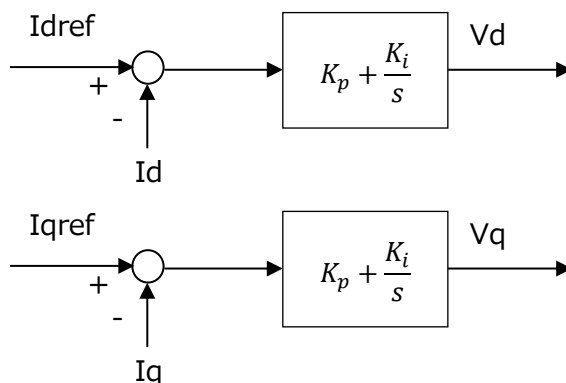 Idref
Vd
+
-
K_p + K_i/s
Id
Iqref
Vq
+
-
K_p + K_i/s
Iq